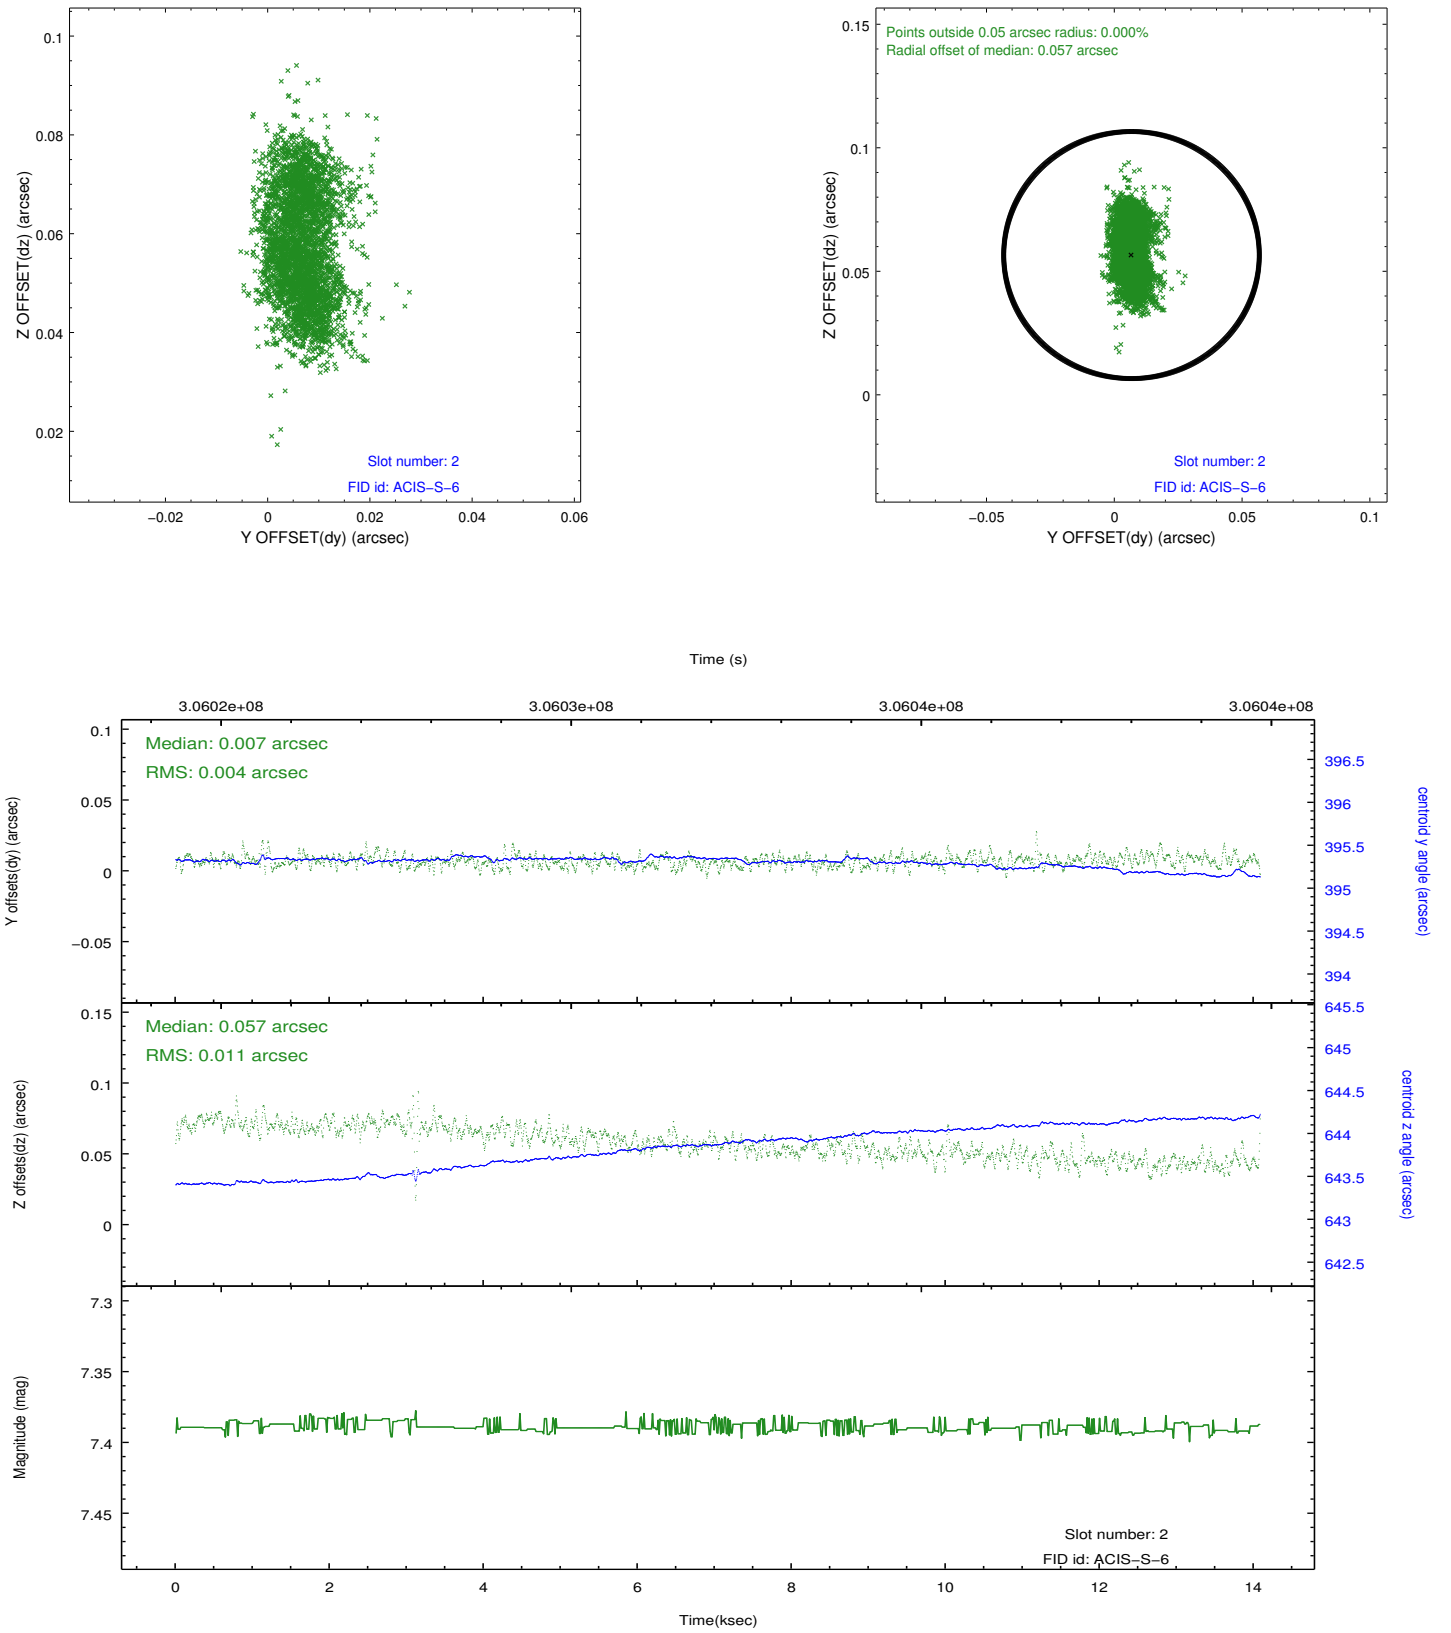 0.1
0.08
0.06
0.04
0.02
Z OFFSET(dz) (arcsec)
Slot number: 2
FID id: ACIS−S−6
−0.02 0 0.02 0.04 0.06
Y OFFSET(dy) (arcsec)
0.15
0.1
0.05
0
Z OFFSET(dz) (arcsec)
Points outside 0.05 arcsec radius: 0.000%
Radial offset of median: 0.057 arcsec
Slot number: 2
FID id: ACIS−S−6
−0.05 0 0.05 0.1
Y OFFSET(dy) (arcsec)
Time (s)
3.0602e+08 3.0603e+08 3.0604e+08 3.0604e+08
0.1
0.05
0
−0.05
Y offsets(dy) (arcsec)
Median: 0.007 arcsec
RMS: 0.004 arcsec
396.5
396
395.5
395
394.5
394
centroid y angle (arcsec)
0.15
0.1
0.05
0
Z offsets(dz) (arcsec)
Median: 0.057 arcsec
RMS: 0.011 arcsec
645.5
645
644.5
644
643.5
643
642.5
centroid z angle (arcsec)
7.3
7.35
7.4
7.45
Magnitude (mag)
Slot number: 2
FID id: ACIS−S−6
0 2 4 6 8 10 12 14
Time(ksec)